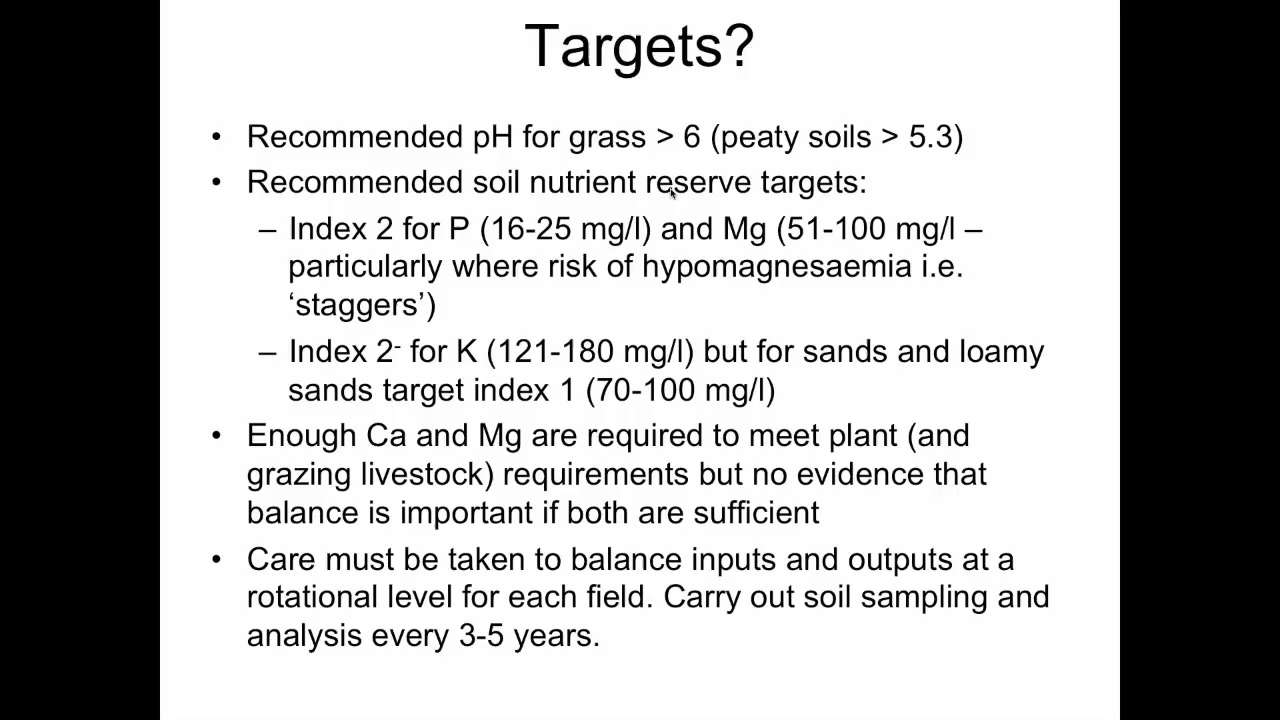 Targets?
• Recommended pH for grass > 6 (peaty soils > 5.3)
• Recommended soil nutrient reserve targets:
– Index 2 for P (16-25 mg/l) and Mg (51-100 mg/l –
particularly where risk of hypomagnesaemia i.e.
‘staggers’)
– Index 2- for K (121-180 mg/l) but for sands and loamy
sands target index 1 (70-100 mg/l)
• Enough Ca and Mg are required to meet plant (and
grazing livestock) requirements but no evidence that
balance is important if both are sufficient
• Care must be taken to balance inputs and outputs at a
rotational level for each field. Carry out soil sampling and
analysis every 3-5 years.